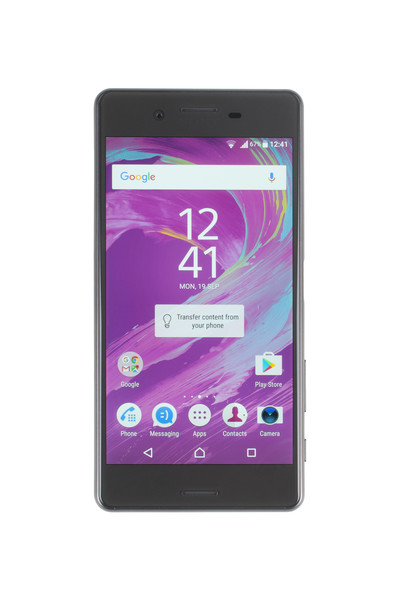 67% 12:41
Google
12
41
MON, 19 SEP
Transfer content from
your phone
Google
Play Store
Phone
Messaging
Apps
Contacts
Camera